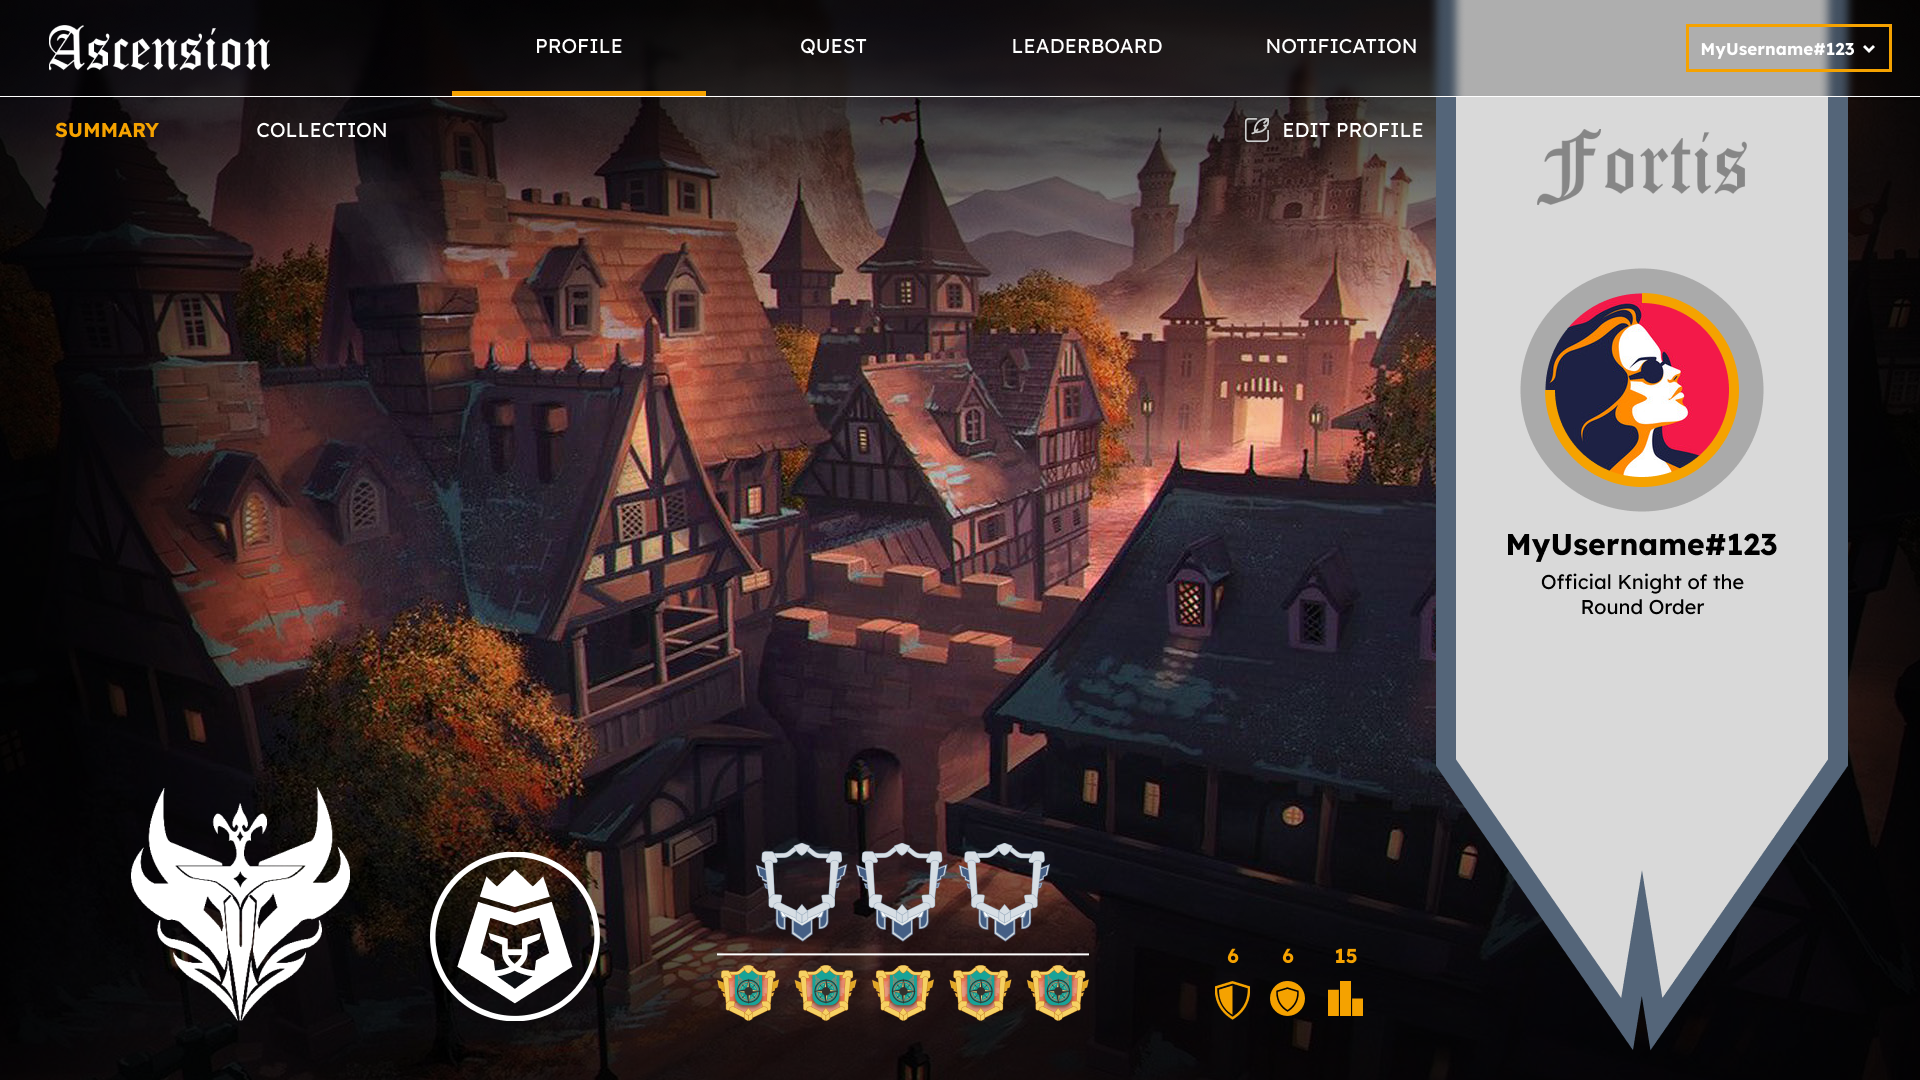 Ascension
PROFILE
QUEST
LEADERBOARD
NOTIFICATION
MyUsername#123
SUMMARY
COLLECTION
EDIT PROFILE
Fortis
MyUsername#123
Official Knight of the
Round Order
6
6
15